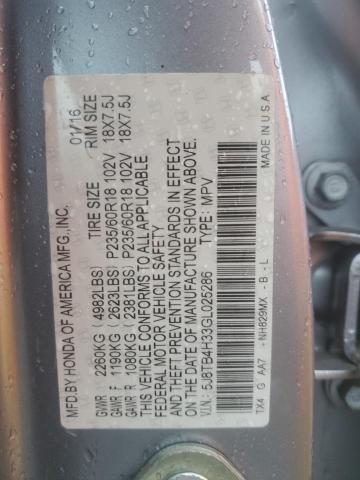 MFD.BY HONDA OF AMERICA MFG.,INC. 01/16
TIRE SIZE RIM SIZE
GVWR 2260KG ( 4982LBS)
GAWR F 1190KG ( 2623LBS) P235/60R18 102V 18X7.5J
GAWR R 1080KG ( 2381LBS) P235/60R18 102V 18X7.5J
THIS VEHICLE CONFORMS TO ALL APPLICABLE
FEDERAL MOTOR VEHICLE SAFETY
AND THEFT PREVENTION STANDARDS IN EFFECT
ON THE DATE OF MANUFACTURE SHOWN ABOVE.
V.I.N.: 5J8TB4H33GL025286 MPV
TX4 G AA7 NH829MX - B - L MADE IN U.S.A